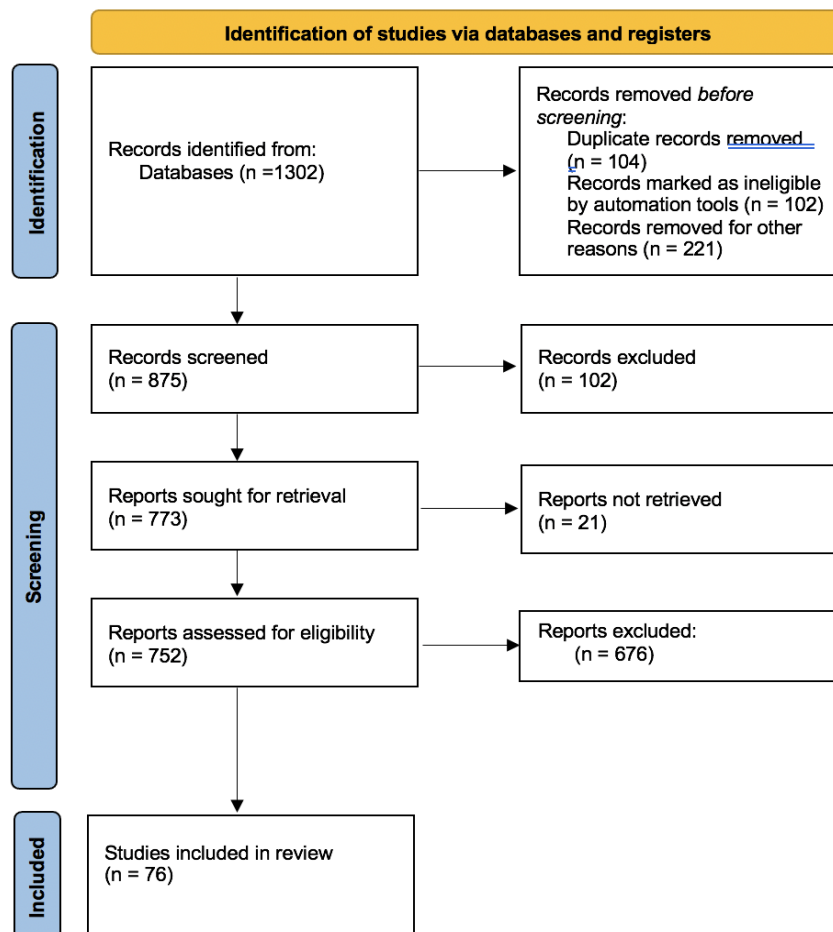 Identification of studies via databases and registers
Identification
Records identified from:
Databases (n =1302)
Records removed before
screening:
Duplicate records removed
(n = 104)
Records marked as ineligible
by automation tools (n = 102)
Records removed for other
reasons (n = 221)
Screening
Records screened
(n = 875)
Records excluded
(n = 102)
Reports sought for retrieval
(n = 773)
Reports not retrieved
(n = 21)
Reports assessed for eligibility
(n = 752)
Reports excluded:
(n = 676)
Included
Studies included in review
(n = 76)